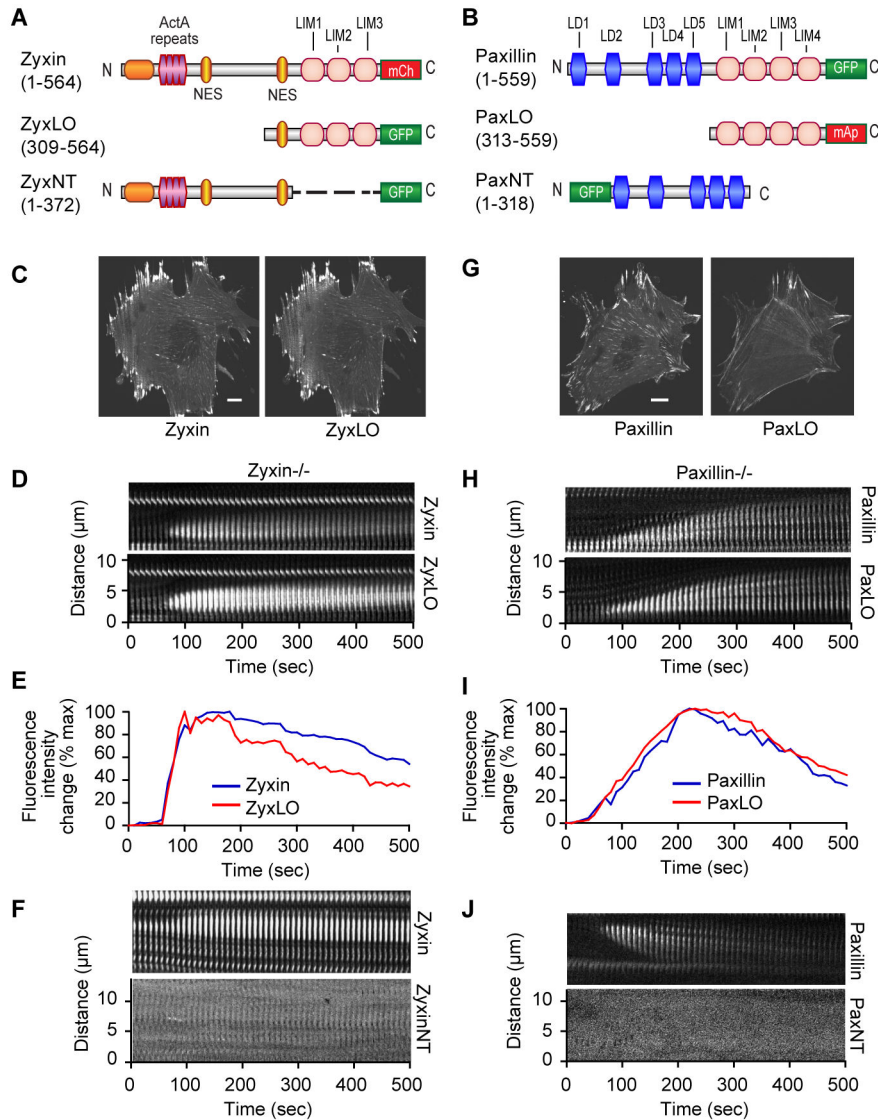 A
ActA
repeats
LIM1
LIM3
LIM2
Zyxin
(1-564)
N
mCh
C
NES
NES
ZyxLO
(309-564)
GFP
C
ZyxNT
(1-372)
N
GFP
C
B
LD1
LD2
LD3
LD4
LD5
LIM1
LIM2
LIM3
LIM4
Paxillin
(1-559)
N
GFP
C
PaxLO
(313-559)
mAp
C
PaxNT
(1-318)
N
GFP
C
C
Zyxin
ZyxLO
G
Paxillin
PaxLO
D
Zyxin-/-
Zyxin
ZyxLO
Distance (µm)
10
5
0
0 100 200 300 400 500
Time (sec)
H
Paxillin-/-
Paxillin
PaxLO
Distance (µm)
10
5
0
0 100 200 300 400 500
Time (sec)
E
Fluorescence
intensity
change (% max)
100
80
60
40
20
0
Zyxin
ZyxLO
0 100 200 300 400 500
Time (sec)
I
Fluorescence
intensity
change (% max)
100
80
60
40
20
0
Paxillin
PaxLO
0 100 200 300 400 500
Time (sec)
F
Zyxin
ZyxinNT
Distance (µm)
10
5
0
0 100 200 300 400 500
Time (sec)
J
Paxillin
PaxNT
Distance (µm)
10
5
0
0 100 200 300 400 500
Time (sec)